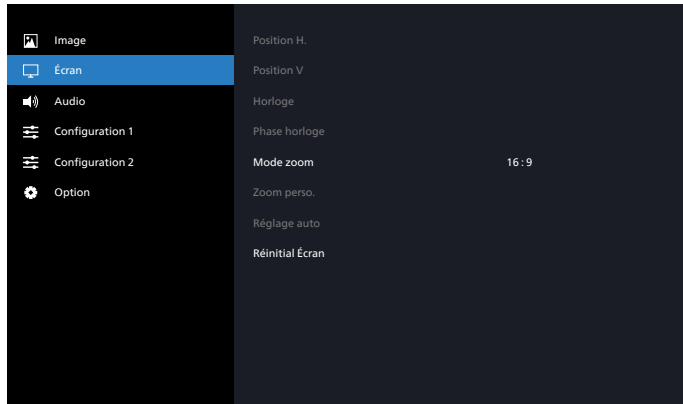 Image
Écran
Audio
Configuration 1
Configuration 2
Option
Position H.
Position V
Horloge
Phase horloge
Mode zoom 16:9
Zoom perso.
Réglage auto
Réinitial Écran